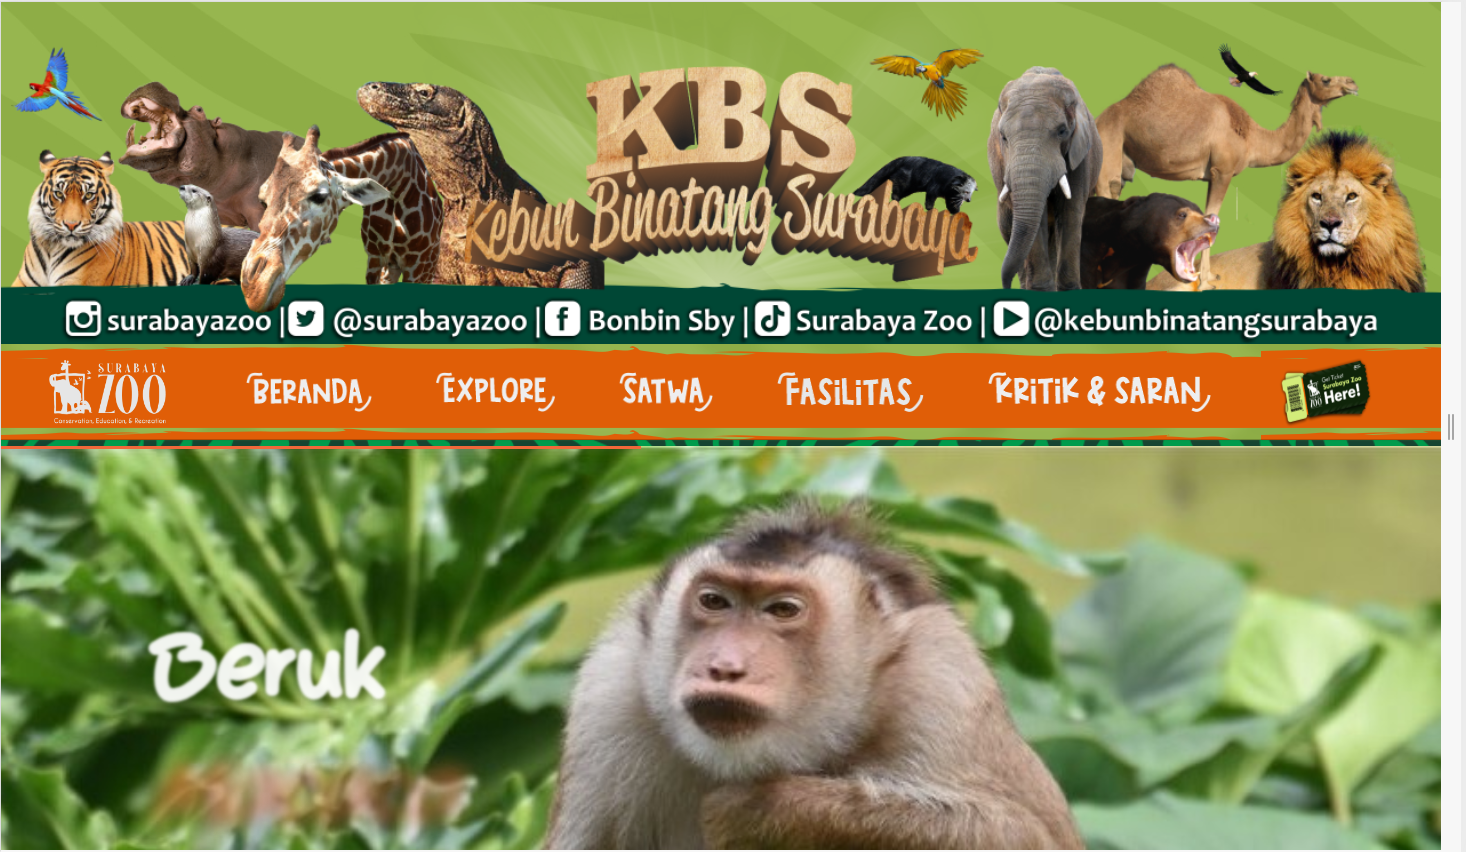 KBS
Kebun Binatang Surabaya
surabayazoo | @surabayazoo | Bonbin Sby | Surabaya Zoo | @kebunbinatangsurabaya
SURABAYA
ZOO
Conservation, Education, & Recreation
BERANDA
EXPLORE
SATWA
FASILITAS
KRITIK & SARAN
Get Ticket
Surabaya Zoo
Here!
ZOO
Beruk